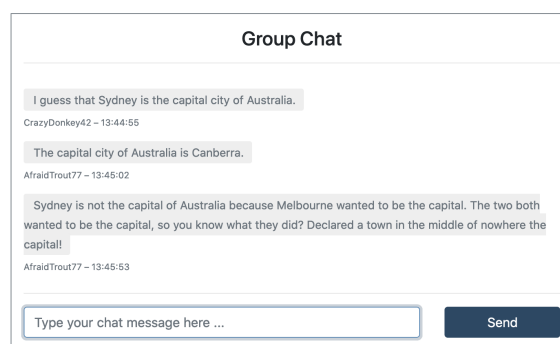 Group Chat
I guess that Sydney is the capital city of Australia.
CrazyDonkey42 – 13:44:55
The capital city of Australia is Canberra.
AfraidTrout77 – 13:45:02
Sydney is not the capital of Australia because Melbourne wanted to be the capital. The two both
wanted to be the capital, so you know what they did? Declared a town in the middle of nowhere the
capital!
AfraidTrout77 – 13:45:53
Type your chat message here ...
Send